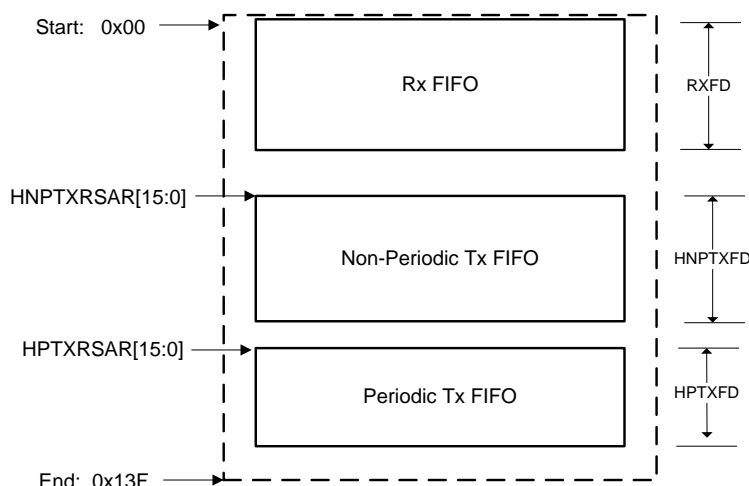 Start: 0x00
Rx FIFO
RXFD
HNPTXRSAR[15:0]
Non-Periodic Tx FIFO
HNPTXFD
HPTXRSAR[15:0]
Periodic Tx FIFO
HPTXFD
End: 0x13F